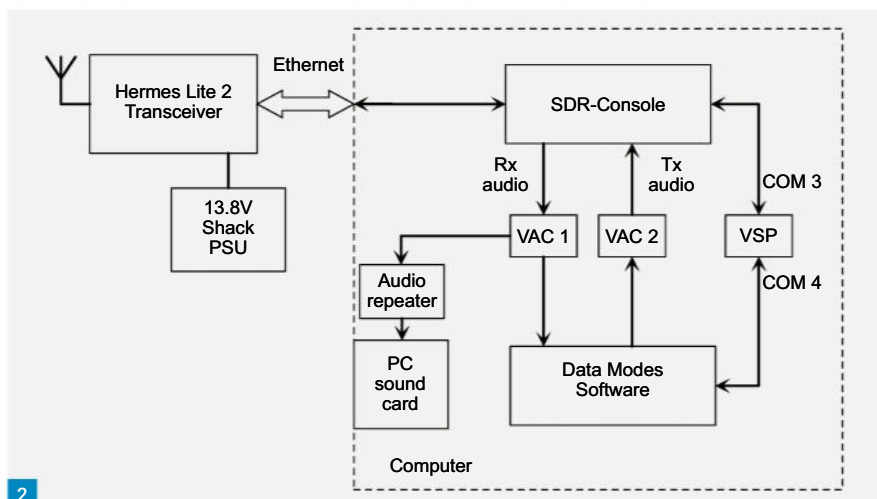 Ethernet
Hermes Lite 2
Transceiver
SDR-Console
Rx
audio
Tx
audio
COM 3
13.8V
Shack
PSU
VAC 1
VAC 2
VSP
Audio
repeater
COM 4
PC
sound
card
Data Modes
Software
Computer
2